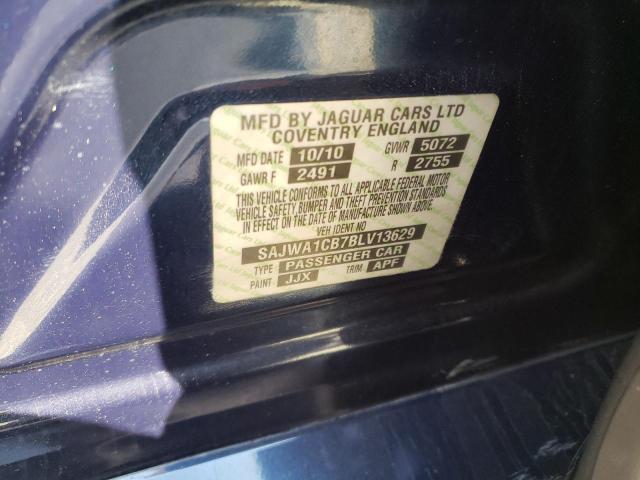 MFD BY JAGUAR CARS LTD
COVENTRY ENGLAND
MFD DATE 10/10 GVWR 5072
GAWR F 2491 R 2755
THIS VEHICLE CONFORMS TO ALL APPLICABLE FEDERAL MOTOR
VEHICLE SAFETY, BUMPER AND THEFT PREVENTION STANDARDS
IN EFFECT ON THE DATE OF MANUFACTURE SHOWN ABOVE.
VEH IDENT NO
SAJWA1CB7BLV13629
TYPE PASSENGER CAR
PAINT JJX TRIM APF